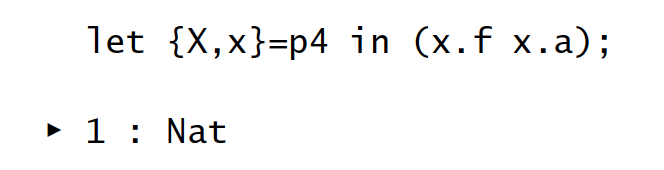 let {X,x}=p4 in (x.f x.a);
▸ 1 : Nat